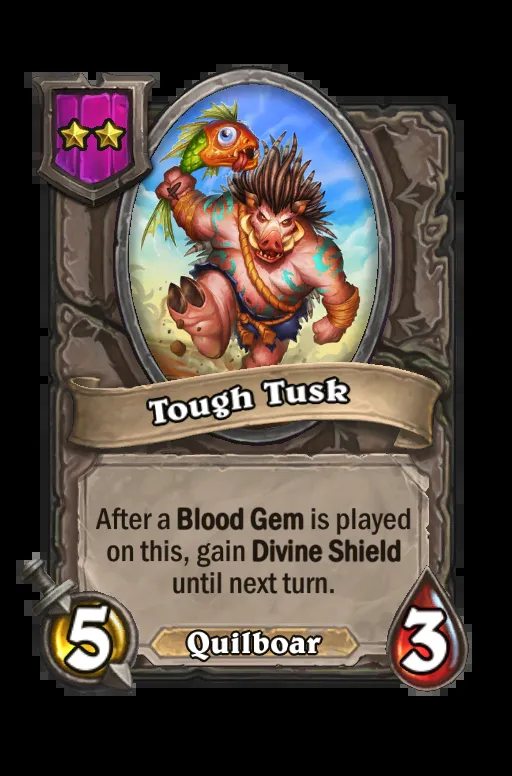 Tough Tusk
After a Blood Gem is played
on this, gain Divine Shield
until next turn.
5
Quilboar
3